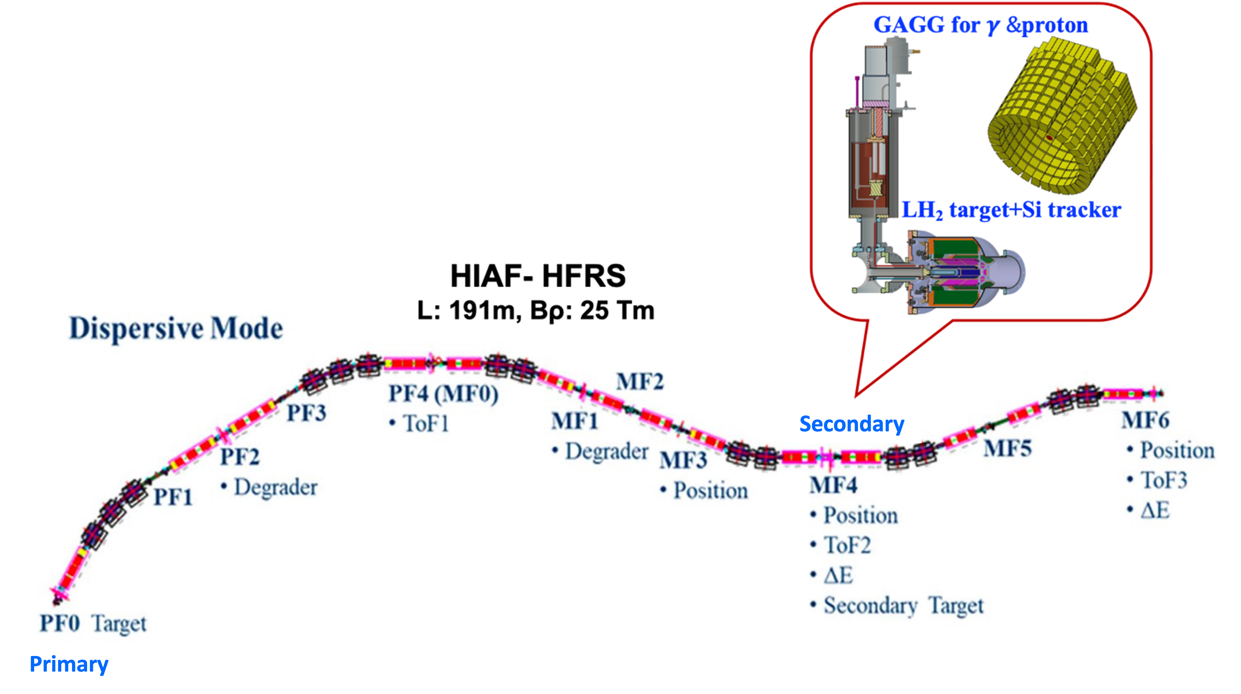 GAGG for γ &proton
LH₂ target+Si tracker
HIAF- HFRS
L: 191m, Bρ: 25 Tm
Dispersive Mode
PF0 Target
Primary
PF1
PF2
• Degrader
PF3
PF4 (MF0)
• ToF1
MF1
• Degrader
MF2
MF3
• Position
Secondary
MF4
• Position
• ToF2
• ΔE
• Secondary Target
MF5
MF6
• Position
• ToF3
• ΔE